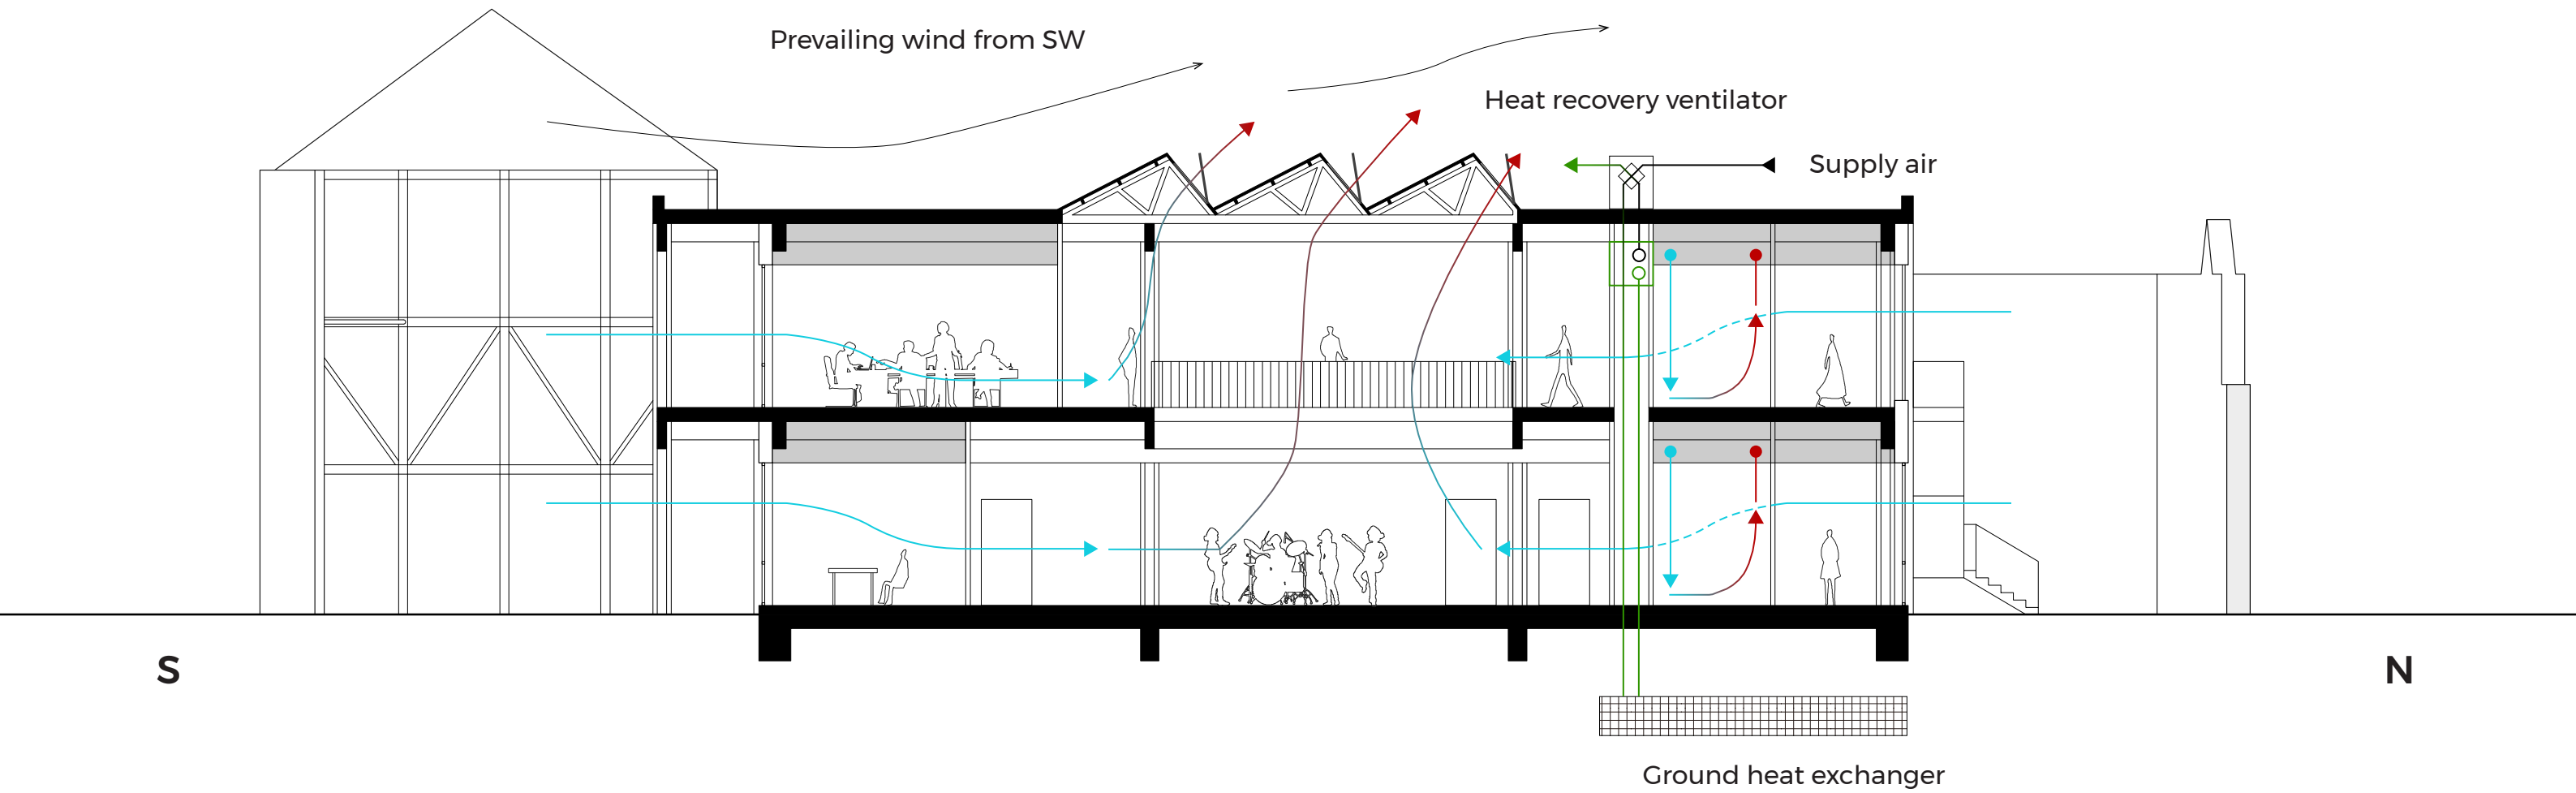 Prevailing wind from SW
Heat recovery ventilator
Supply air
S
N
Ground heat exchanger